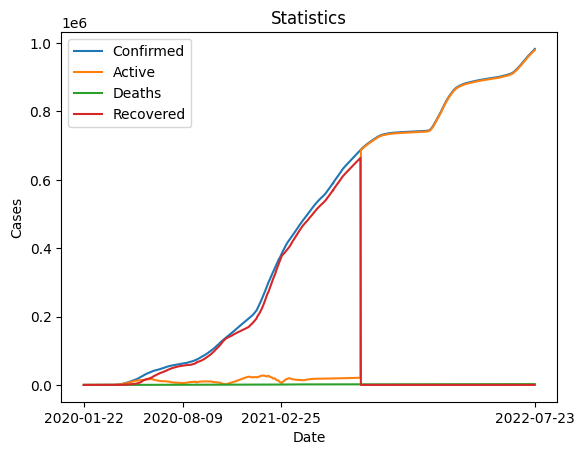 Statistics
1e6
Confirmed
Active
Deaths
Recovered
1.0
0.8
0.6
0.4
0.2
0.0
Cases
2020-01-22 2020-08-09 2021-02-25 2022-07-23
Date